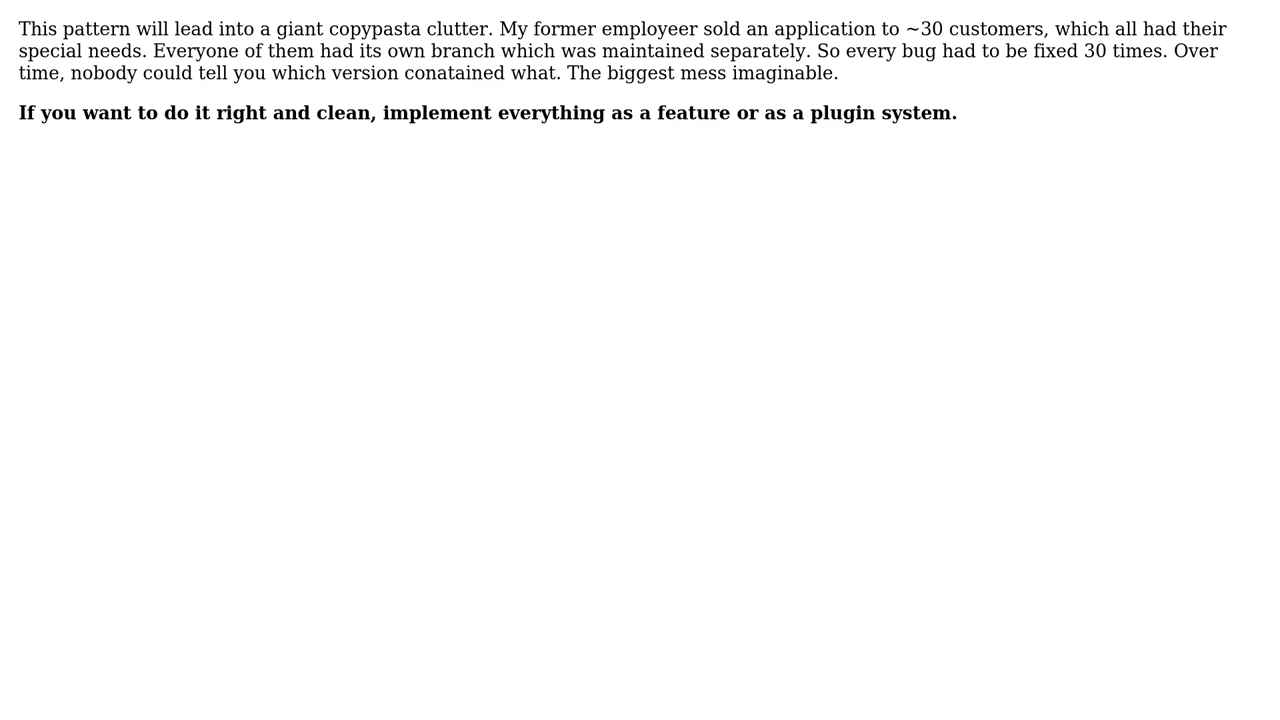 This pattern will lead into a giant copypasta clutter. My former employeer sold an application to ~30 customers, which all had their
special needs. Everyone of them had its own branch which was maintained separately. So every bug had to be fixed 30 times. Over
time, nobody could tell you which version conatained what. The biggest mess imaginable.
If you want to do it right and clean, implement everything as a feature or as a plugin system.